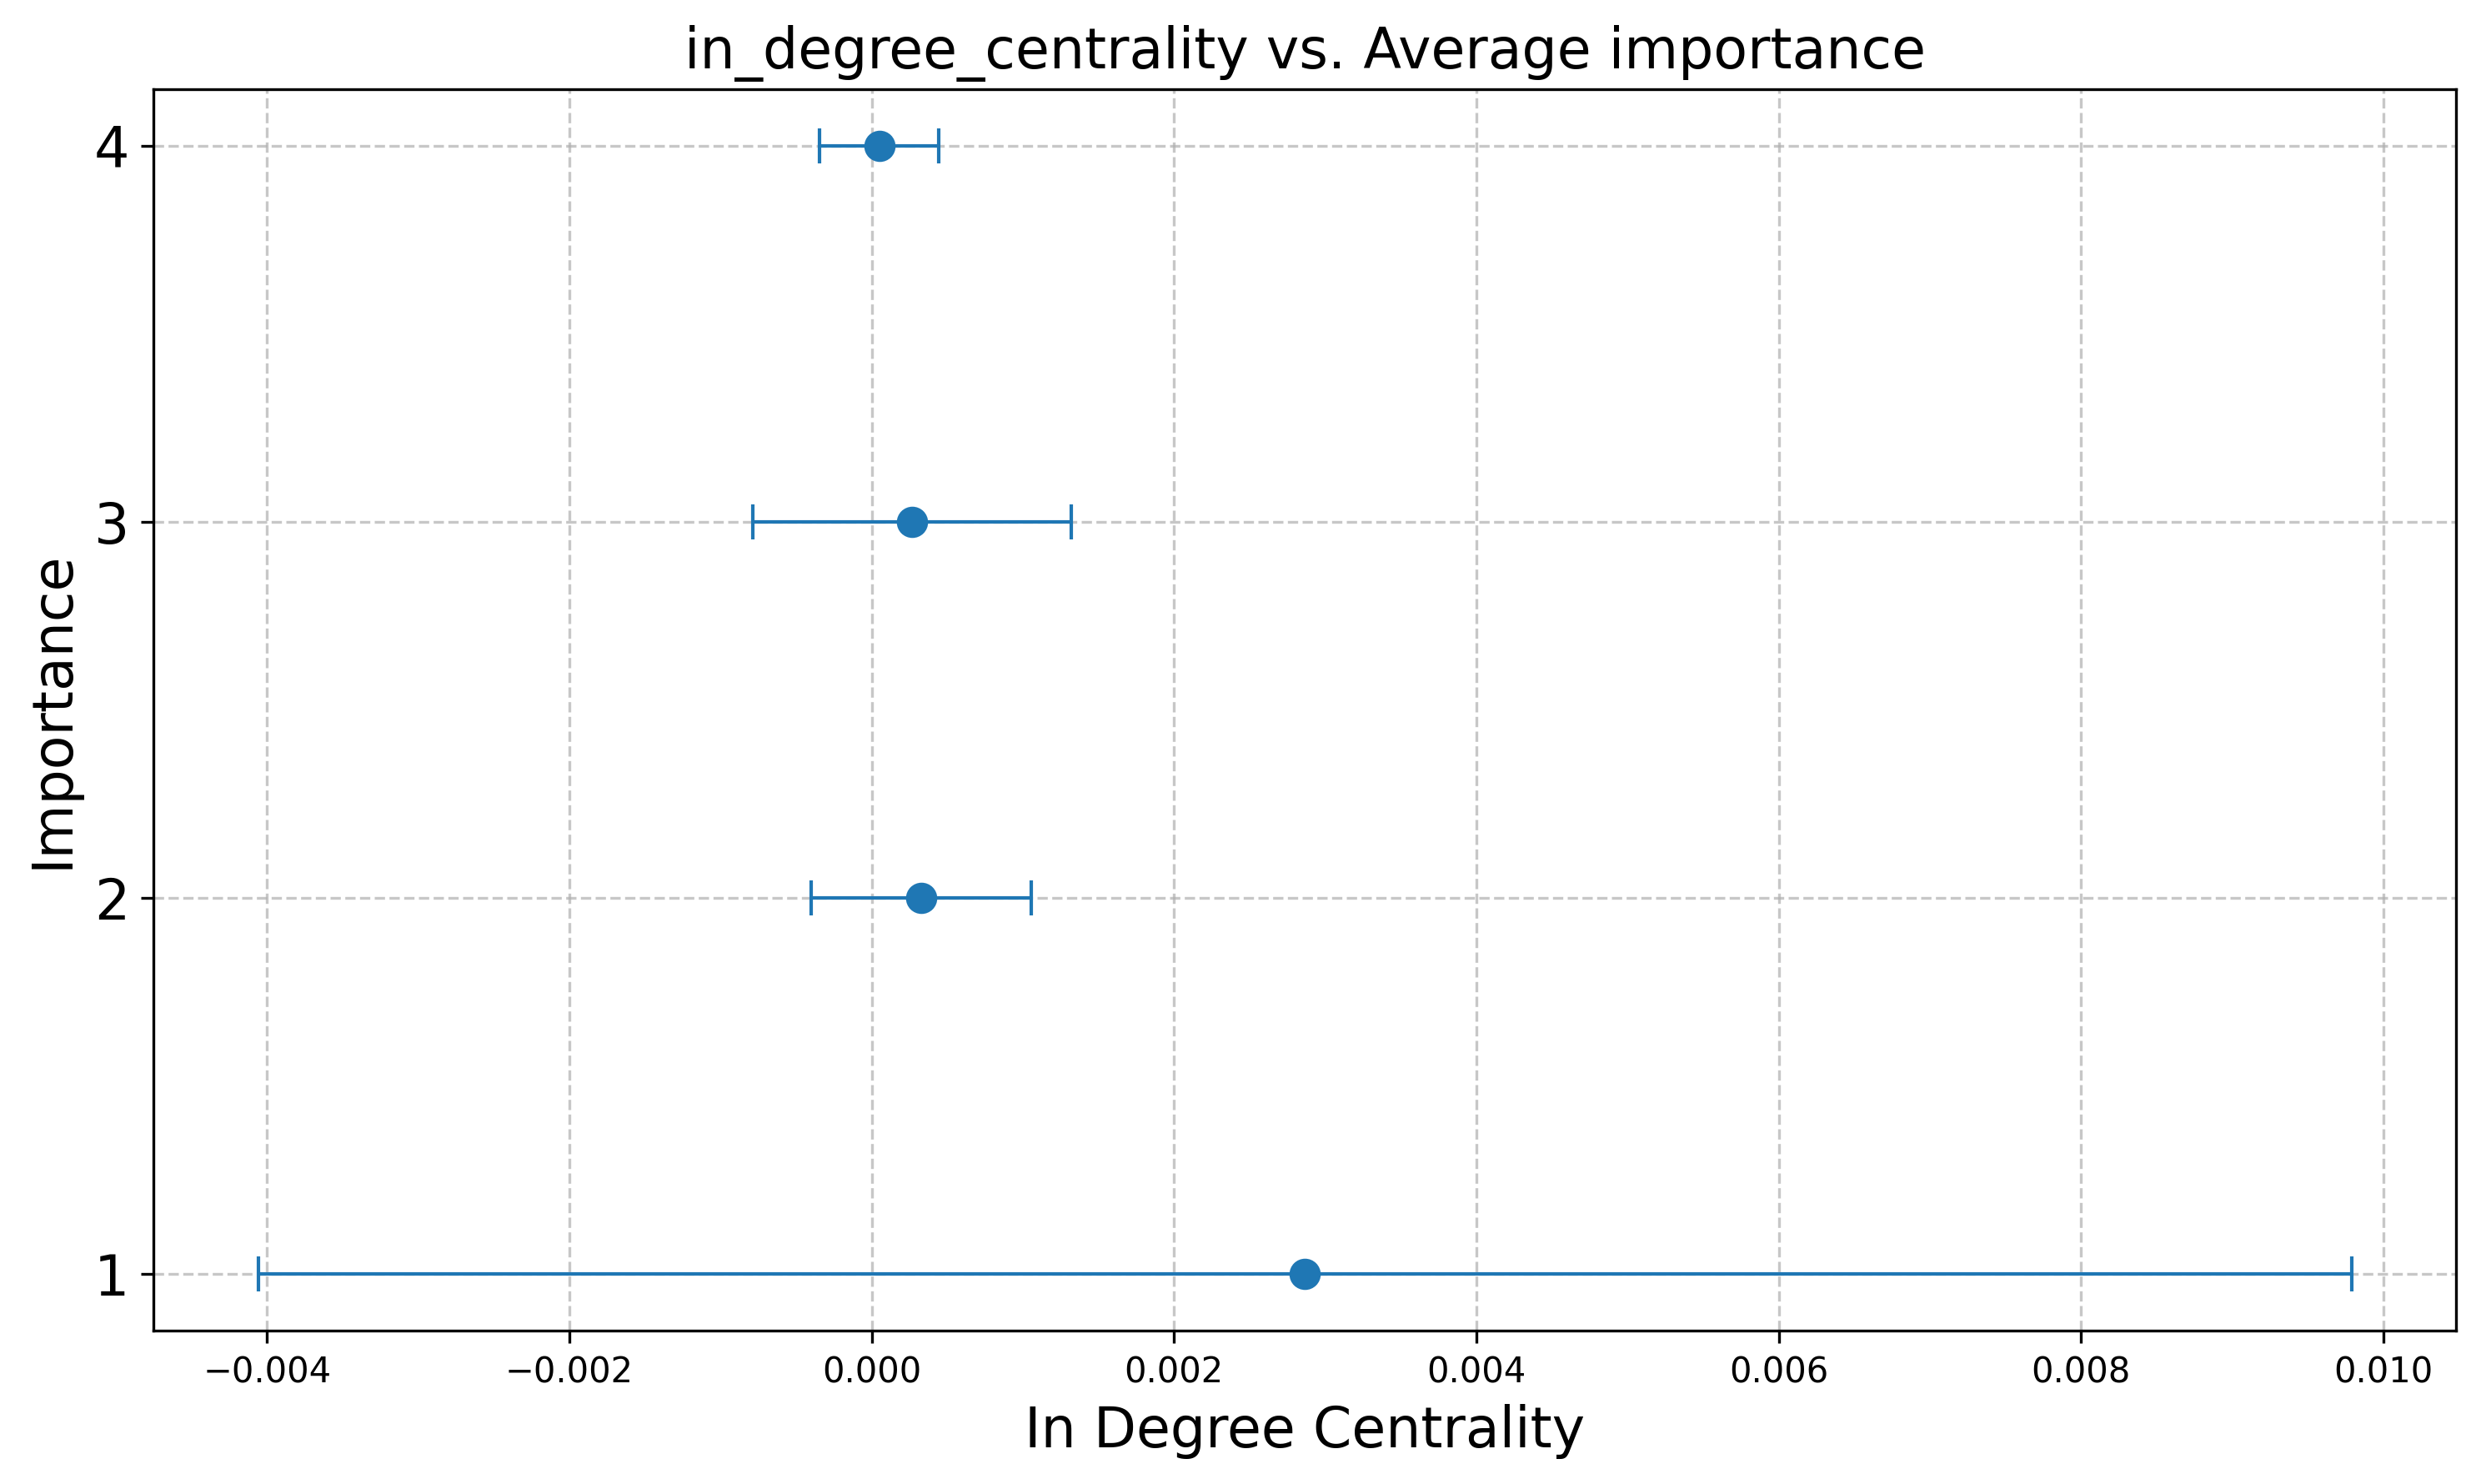 in_degree_centrality vs. Average importance
Importance
4
3
2
1
−0.004 −0.002 0.000 0.002 0.004 0.006 0.008 0.010
In Degree Centrality